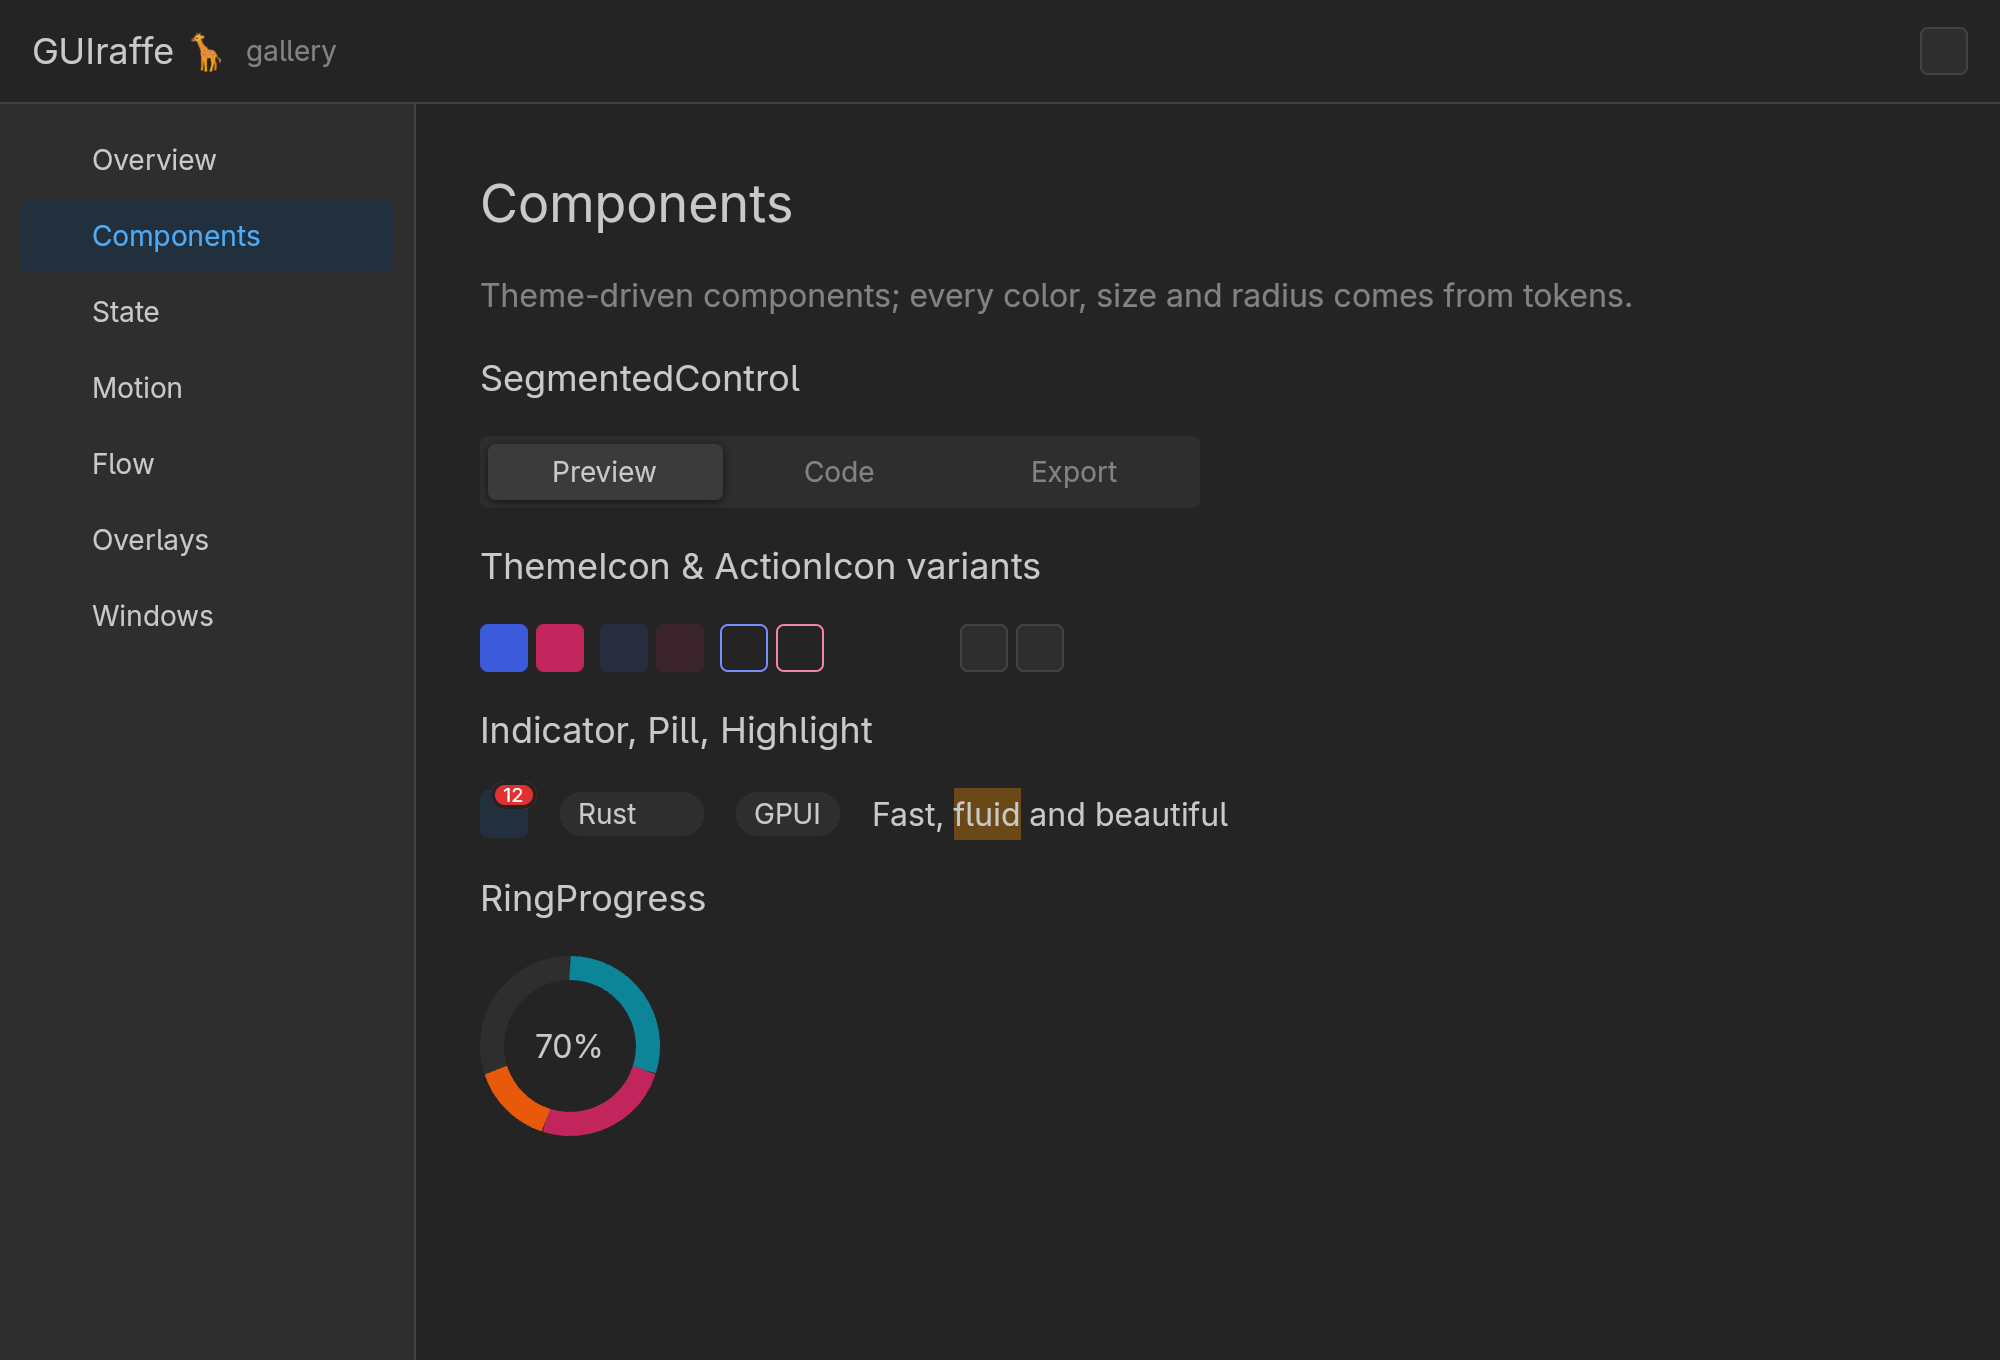 GUIraffe 🦒 gallery
Overview
Components
State
Motion
Flow
Overlays
Windows
Components
Theme-driven components; every color, size and radius comes from tokens.
SegmentedControl
Preview Code Export
ThemeIcon & ActionIcon variants
Indicator, Pill, Highlight
12 Rust GPUI Fast, fluid and beautiful
RingProgress
70%